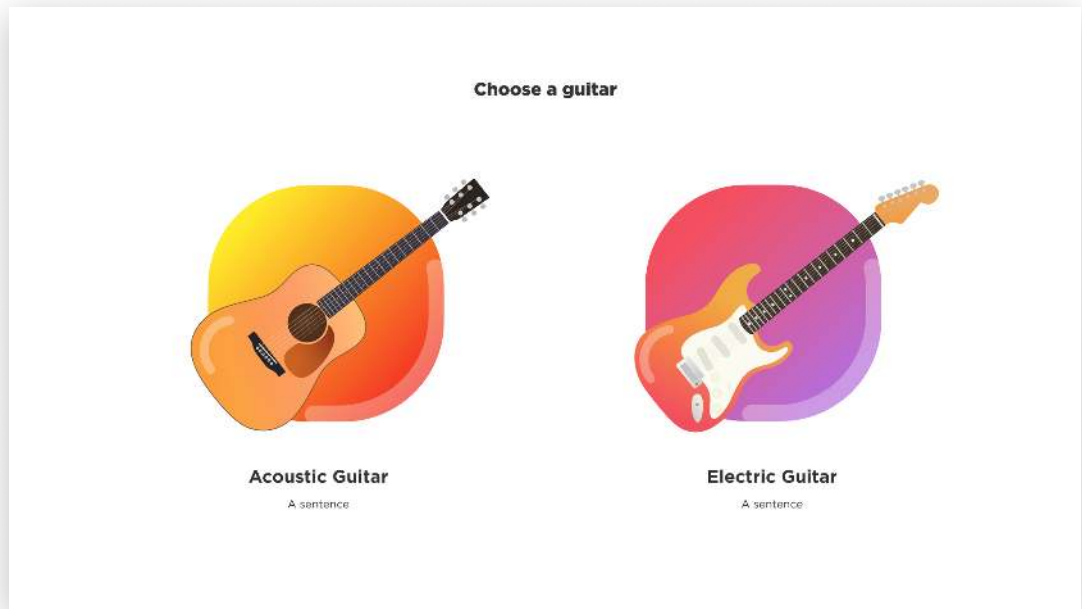 Choose a guitar
Acoustic Guitar
A sentence
Electric Guitar
A sentence